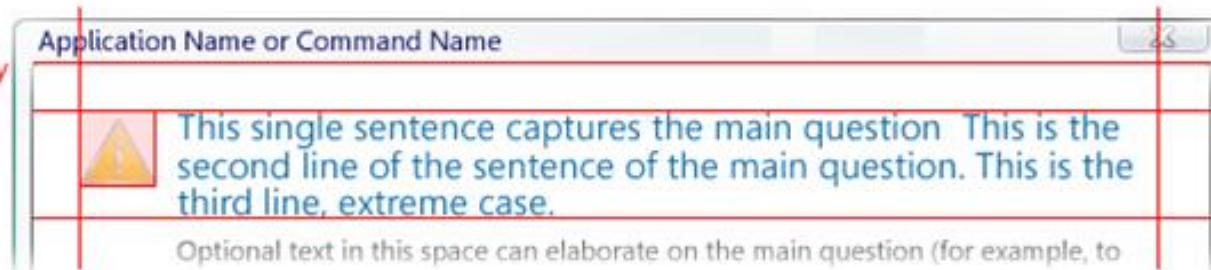 Application Name or Command Name
This single sentence captures the main question  This is the
second line of the sentence of the main question. This is the
third line, extreme case.
Optional text in this space can elaborate on the main question (for example, to